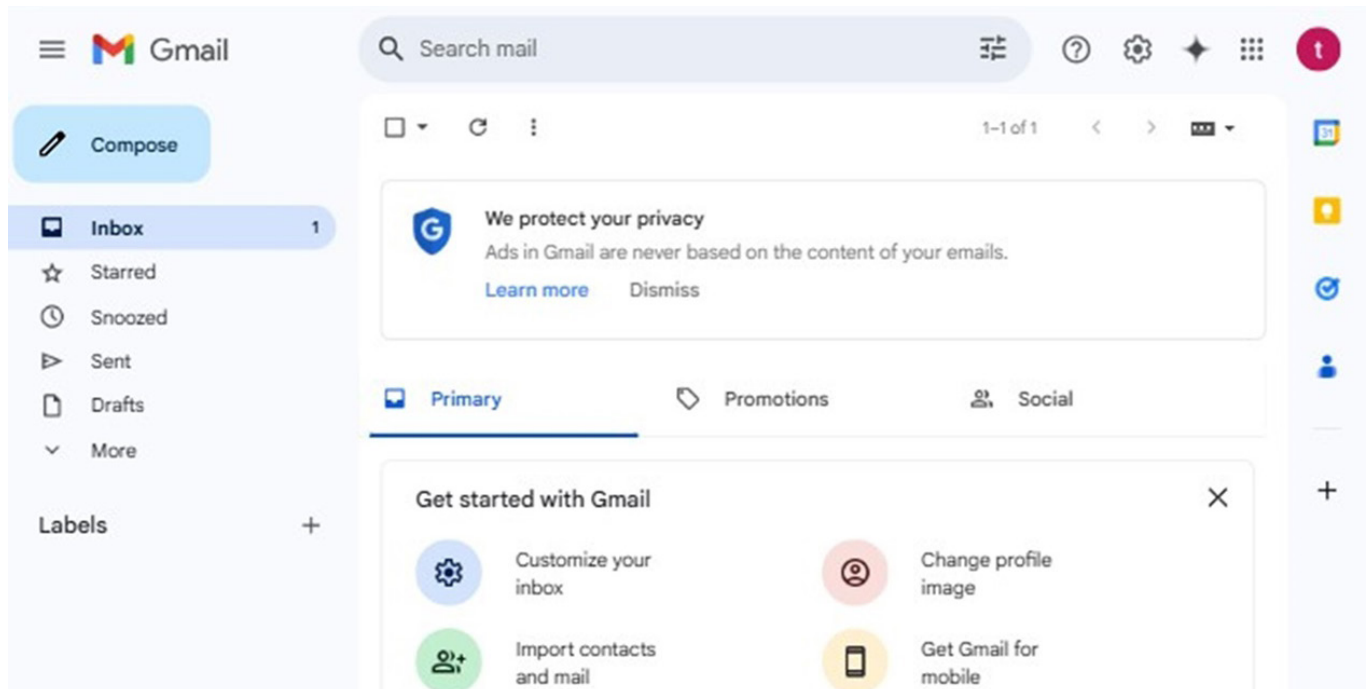 Gmail
Search mail
t
Compose
1–1 of 1
31
We protect your privacy
Ads in Gmail are never based on the content of your emails.
Learn more Dismiss
Inbox 1
Starred
Snoozed
Sent
Drafts
More
Labels
Primary Promotions Social
Get started with Gmail
Customize your
inbox
Change profile
image
Import contacts
and mail
Get Gmail for
mobile